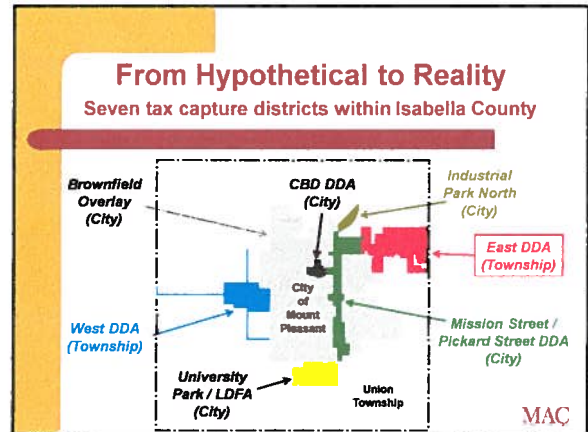 From Hypothetical to Reality
Seven tax capture districts within Isabella County
Brownfield
Overlay
(City)
CBD DDA
(City)
Industrial
Park North
(City)
East DDA
(Township)
City
of
Mount
Pleasant
West DDA
(Township)
Mission Street /
Pickard Street DDA
(City)
University
Park / LDFA
(City)
Union
Township
MAC